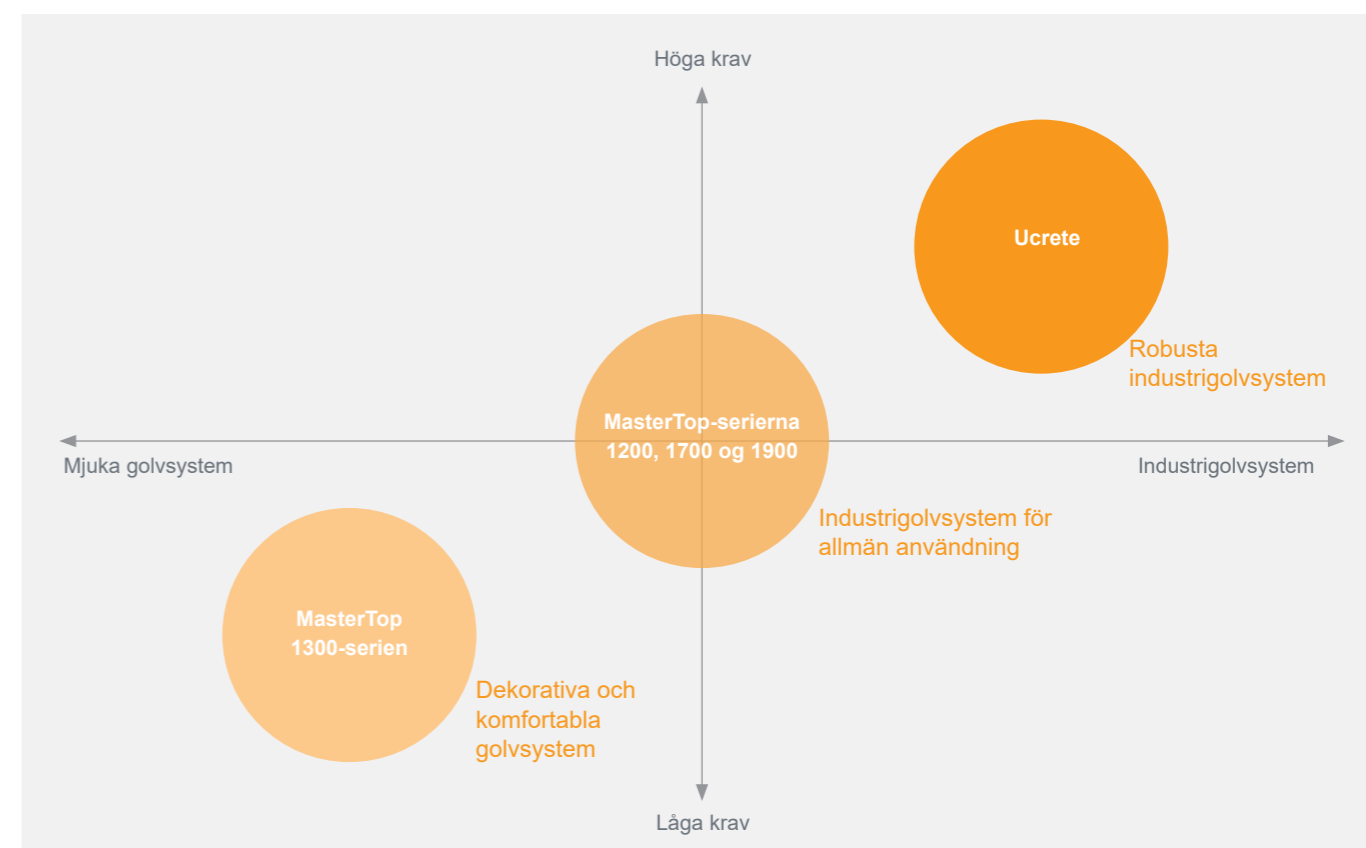 Höga krav
Ucrete
Robusta
industrigolvsystem
MasterTop-serierna
1200, 1700 og 1900
Mjuka golvsystem
Industrigolvsystem
Industrigolvsystem för
allmän användning
MasterTop
1300-serien
Dekorativa och
komfortabla
golvsystem
Låga krav